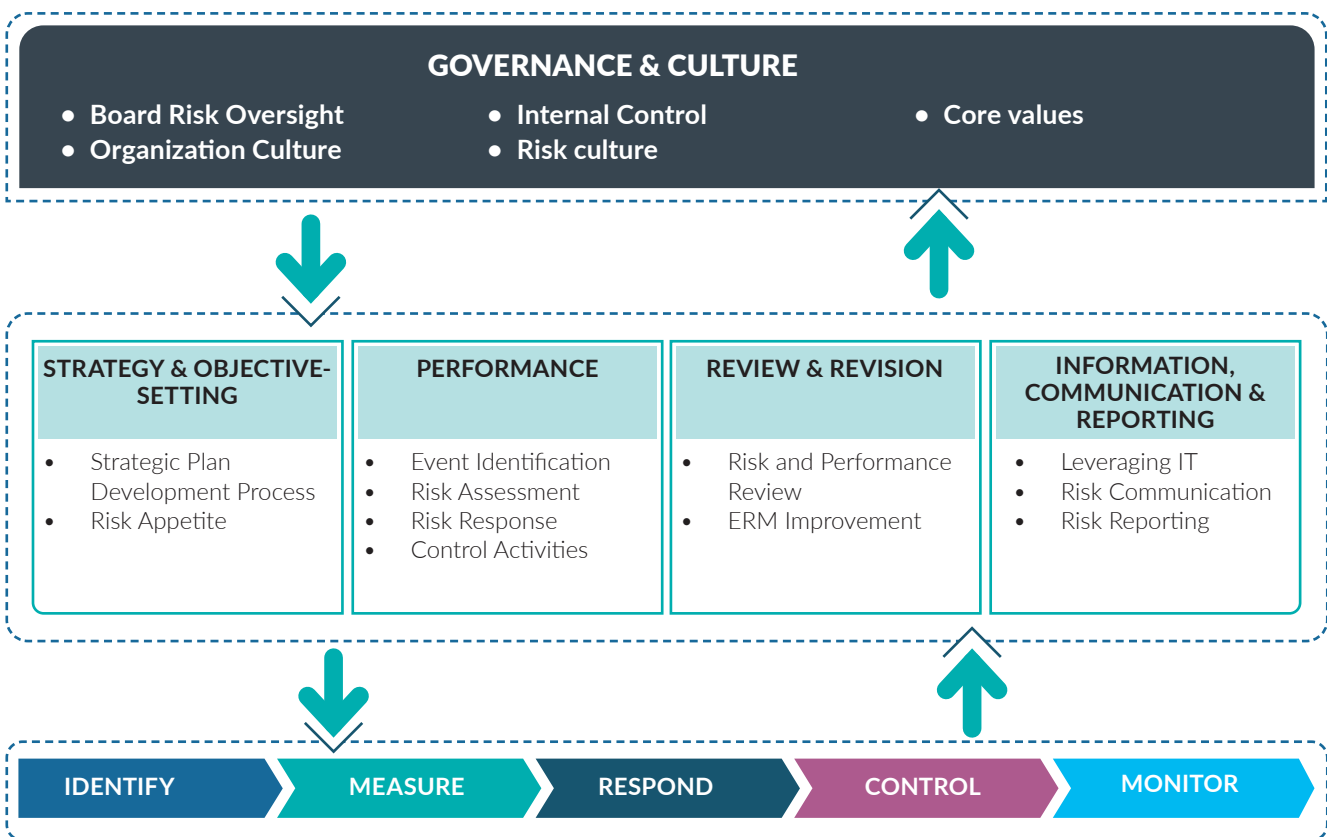 GOVERNANCE & CULTURE
• Board Risk Oversight
• Organization Culture
• Internal Control
• Risk culture
• Core values
STRATEGY & OBJECTIVE-
SETTING
• Strategic Plan
Development Process
• Risk Appetite
PERFORMANCE
• Event Identification
• Risk Assessment
• Risk Response
• Control Activities
REVIEW & REVISION
• Risk and Performance
Review
• ERM Improvement
INFORMATION,
COMMUNICATION &
REPORTING
• Leveraging IT
• Risk Communication
• Risk Reporting
IDENTIFY
MEASURE
RESPOND
CONTROL
MONITOR